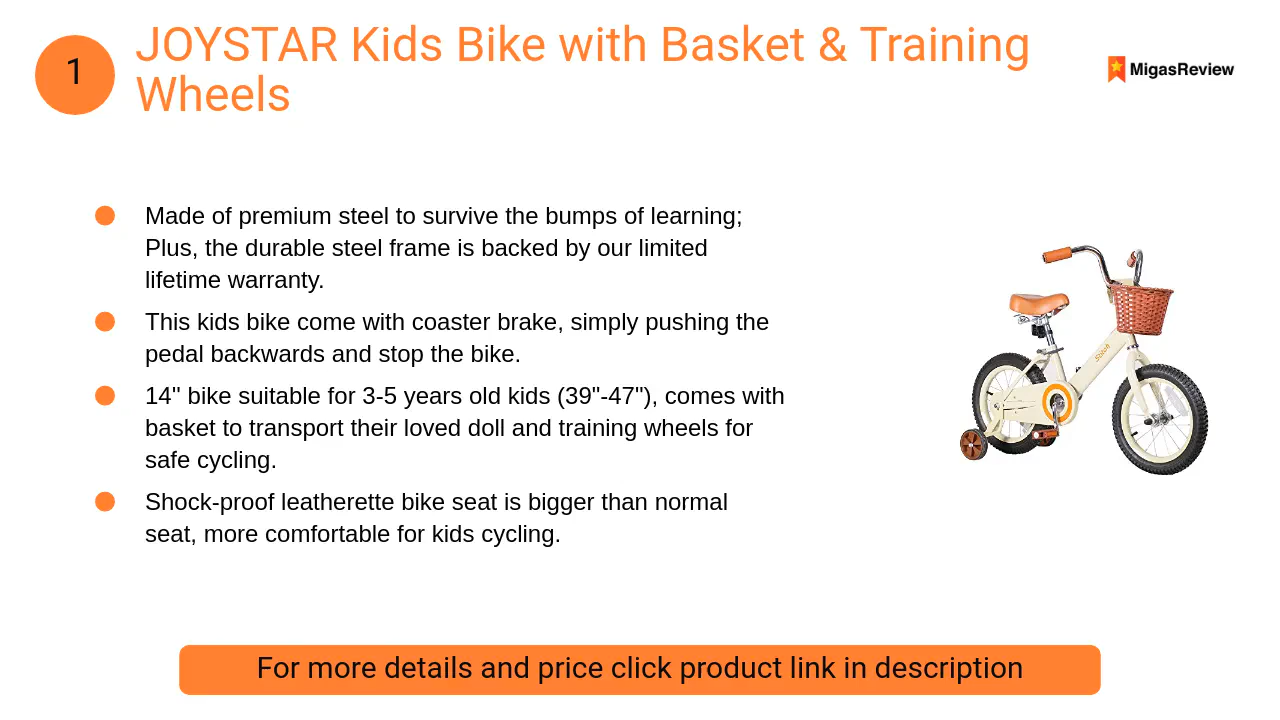 1
JOYSTAR Kids Bike with Basket & Training
Wheels
MigasReview
Made of premium steel to survive the bumps of learning;
Plus, the durable steel frame is backed by our limited
lifetime warranty.
This kids bike come with coaster brake, simply pushing the
pedal backwards and stop the bike.
14" bike suitable for 3-5 years old kids (39"-47"), comes with
basket to transport their loved doll and training wheels for
safe cycling.
Shock-proof leatherette bike seat is bigger than normal
seat, more comfortable for kids cycling.
For more details and price click product link in description